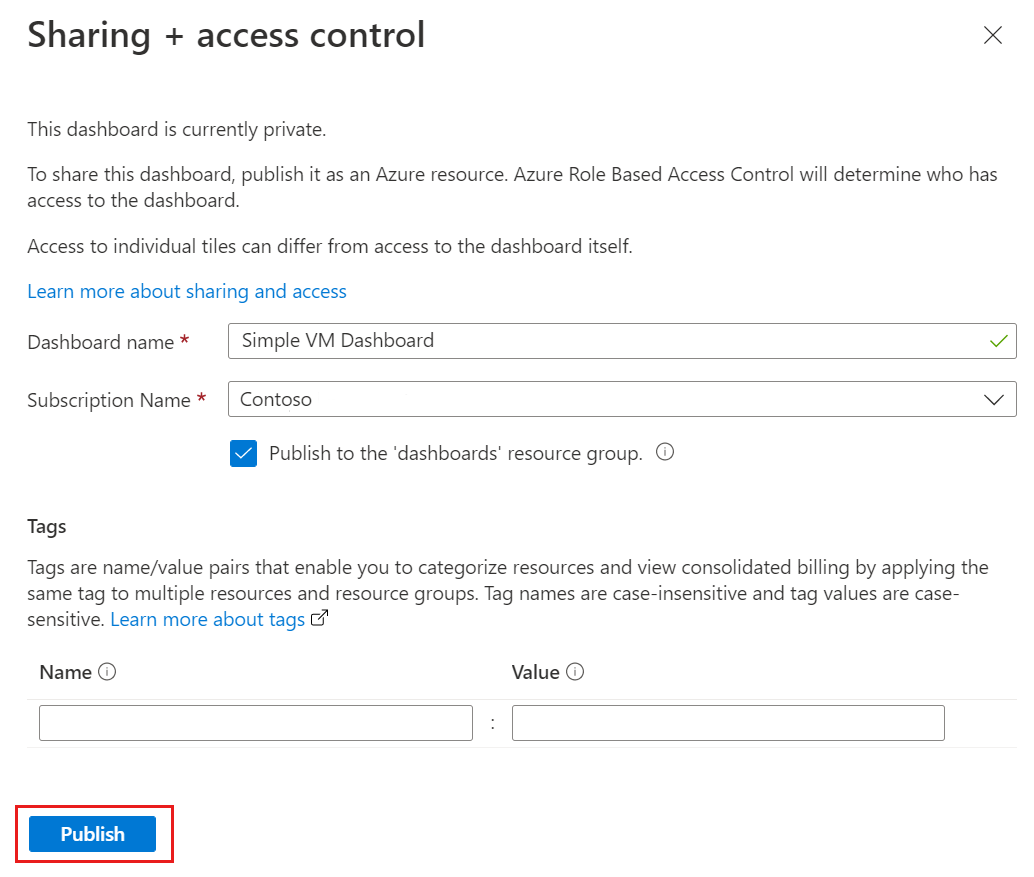 Sharing + access control
This dashboard is currently private.
To share this dashboard, publish it as an Azure resource. Azure Role Based Access Control will determine who has
access to the dashboard.
Access to individual tiles can differ from access to the dashboard itself.
Learn more about sharing and access
Dashboard name *
Simple VM Dashboard
Subscription Name *
Contoso
Publish to the 'dashboards' resource group.
Tags
Tags are name/value pairs that enable you to categorize resources and view consolidated billing by applying the
same tag to multiple resources and resource groups. Tag names are case-insensitive and tag values are case-
sensitive. Learn more about tags
Name
Value
:
Publish